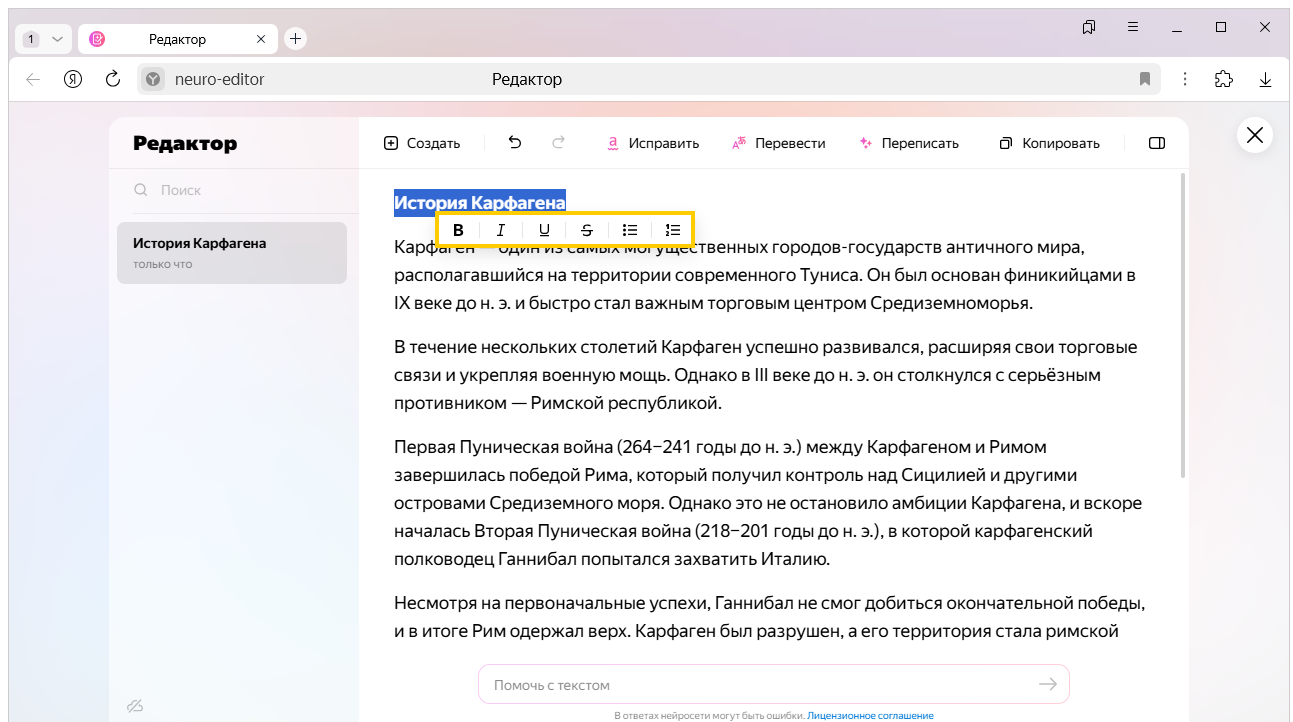 1
Редактор
neuro-editor
Редактор
Редактор
Создать
Исправить
Перевести
Переписать
Копировать
Поиск
История Карфагена
только что
История Карфагена
B I U S
Карфаген — один из самых могущественных городов-государств античного мира,
располагавшийся на территории современного Туниса. Он был основан финикийцами в
IX веке до н. э. и быстро стал важным торговым центром Средиземноморья.
В течение нескольких столетий Карфаген успешно развивался, расширяя свои торговые
связи и укрепляя военную мощь. Однако в III веке до н. э. он столкнулся с серьёзным
противником — Римской республикой.
Первая Пуническая война (264–241 годы до н. э.) между Карфагеном и Римом
завершилась победой Рима, который получил контроль над Сицилией и другими
островами Средиземного моря. Однако это не остановило амбиции Карфагена, и вскоре
началась Вторая Пуническая война (218–201 годы до н. э.), в которой карфагенский
полководец Ганнибал попытался захватить Италию.
Несмотря на первоначальные успехи, Ганнибал не смог добиться окончательной победы,
и в итоге Рим одержал верх. Карфаген был разрушен, а его территория стала римской
Помочь с текстом
В ответах нейросети могут быть ошибки. Лицензионное соглашение